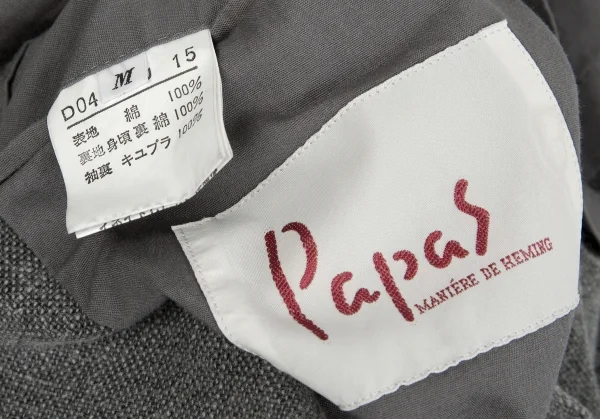 M
D04 15
表地 綿 100%
裏地身頃裏 綿 100%
袖裏 キュプラ 100%
Papas
MANIÉRE DE HEMING